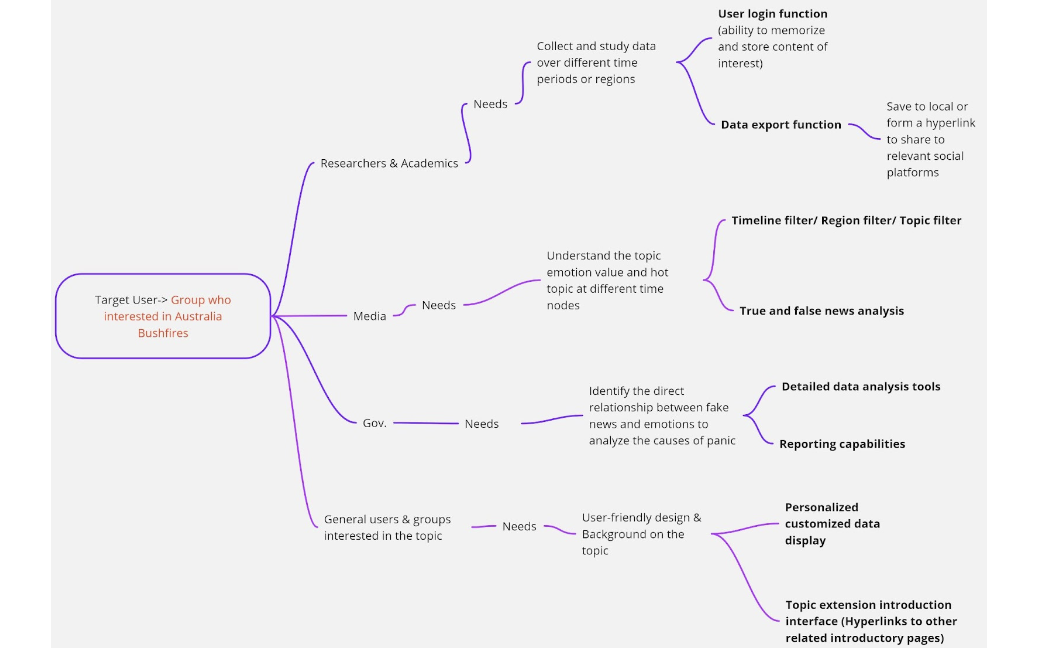 User login function
(ability to memorize
and store content of
interest)
Collect and study data
over different time
periods or regions
Needs
Data export function
Save to local or
form a hyperlink
to share to
relevant social
platforms
Researchers & Academics
Timeline filter/ Region filter/ Topic filter
Understand the topic
emotion value and hot
topic at different time
nodes
Needs
Media
True and false news analysis
Target User-> Group who
interested in Australia
Bushfires
Detailed data analysis tools
Identify the direct
relationship between fake
news and emotions to
analyze the causes of panic
Gov.
Needs
Reporting capabilities
General users & groups
interested in the topic
Needs
User-friendly design &
Background on the
topic
Personalized
customized data
display
Topic extension introduction
interface (Hyperlinks to other
related introductory pages)